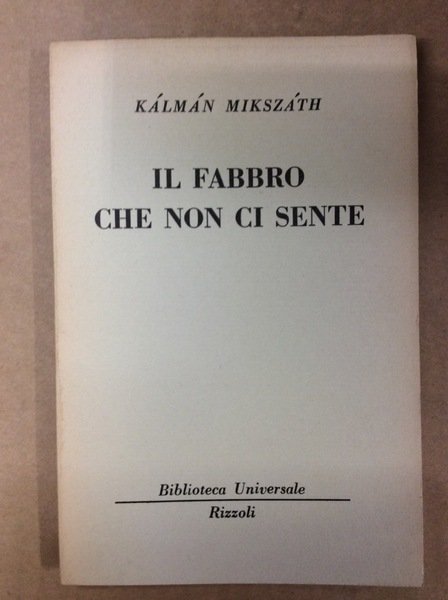 KÁLMÁN MIKSZÁTH
IL FABBRO
CHE NON CI SENTE
Biblioteca Universale
Rizzoli